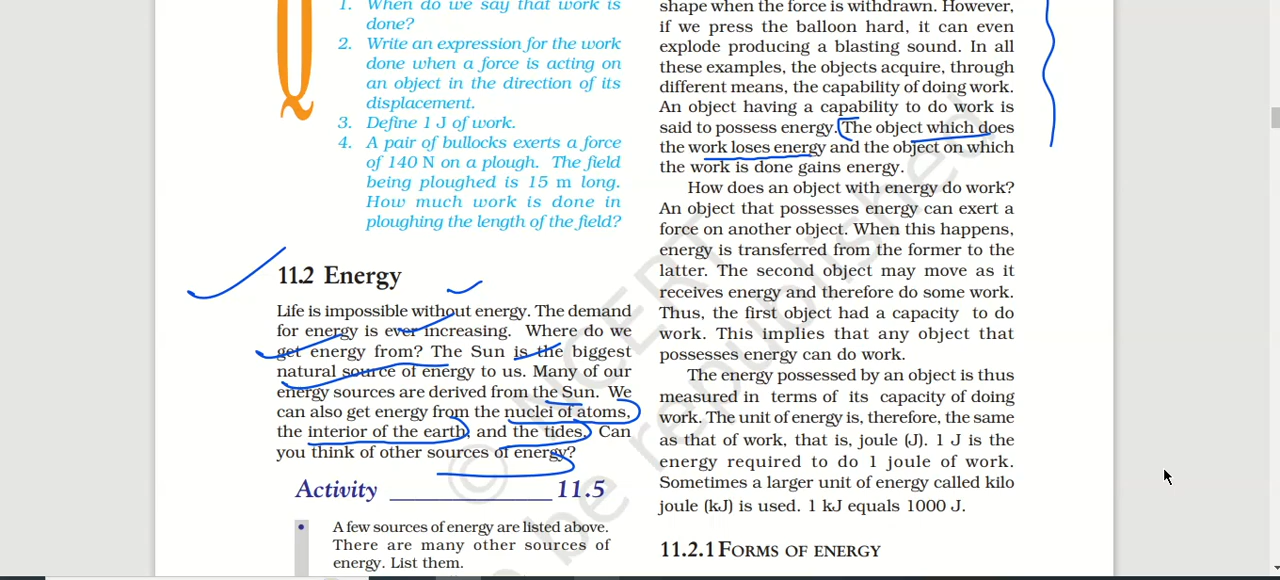 1. When do we say that work is
done?
2. Write an expression for the work
done when a force is acting on
an object in the direction of its
displacement.
3. Define 1 J of work.
4. A pair of bullocks exerts a force
of 140 N on a plough. The field
being ploughed is 15 m long.
How much work is done in
ploughing the length of the field?
11.2 Energy
Life is impossible without energy. The demand
for energy is ever increasing. Where do we
get energy from? The Sun is the biggest
natural source of energy to us. Many of our
energy sources are derived from the Sun. We
can also get energy from the nuclei of atoms,
the interior of the earth, and the tides. Can
you think of other sources of energy?
Activity ______________ 11.5
• A few sources of energy are listed above.
There are many other sources of
energy. List them.
shape when the force is withdrawn. However,
if we press the balloon hard, it can even
explode producing a blasting sound. In all
these examples, the objects acquire, through
different means, the capability of doing work.
An object having a capability to do work is
said to possess energy. The object which does
the work loses energy and the object on which
the work is done gains energy.
How does an object with energy do work?
An object that possesses energy can exert a
force on another object. When this happens,
energy is transferred from the former to the
latter. The second object may move as it
receives energy and therefore do some work.
Thus, the first object had a capacity to do
work. This implies that any object that
possesses energy can do work.
The energy possessed by an object is thus
measured in terms of its capacity of doing
work. The unit of energy is, therefore, the same
as that of work, that is, joule (J). 1 J is the
energy required to do 1 joule of work.
Sometimes a larger unit of energy called kilo
joule (kJ) is used. 1 kJ equals 1000 J.
11.2.1 FORMS OF ENERGY
© NCERT
be republished